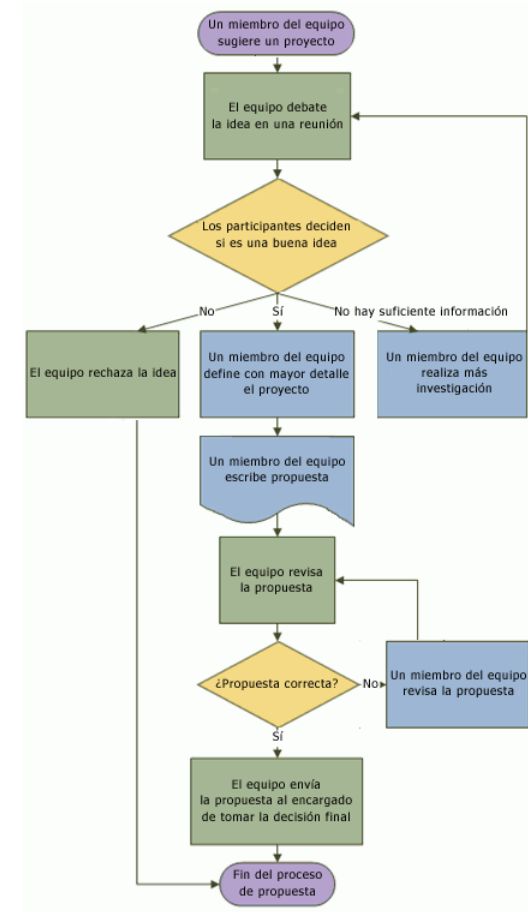 Un miembro del equipo
sugiere un proyecto
El equipo debate
la idea en una reunión
Los participantes deciden
si es una buena idea
No
Sí
No hay suficiente información
El equipo rechaza la idea
Un miembro del equipo
define con mayor detalle
el proyecto
Un miembro del equipo
realiza más
investigación
Un miembro del equipo
escribe propuesta
El equipo revisa
la propuesta
¿Propuesta correcta?
No
Un miembro del equipo
revisa la propuesta
Sí
El equipo envía
la propuesta al encargado
de tomar la decisión final
Fin del proceso
de propuesta